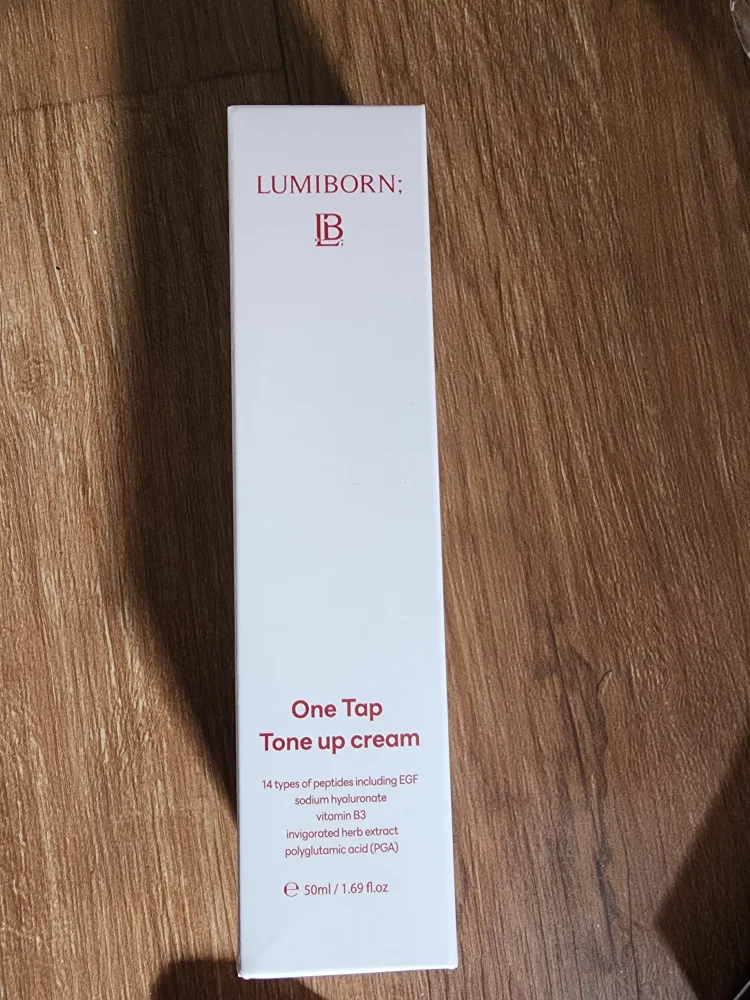 LUMIBORN;
LB;
One Tap
Tone up cream
14 types of peptides including EGF
sodium hyaluronate
vitamin B3
invigorated herb extract
polyglutamic acid (PGA)
℮ 50ml / 1.69 fl.oz